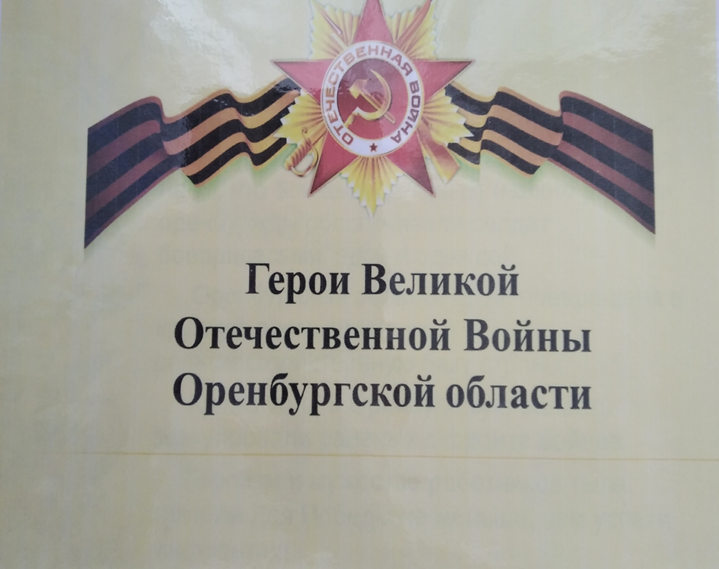 ОТЕЧЕСТВЕННАЯ ВОЙНА
Герои Великой
Отечественной Войны
Оренбургской области